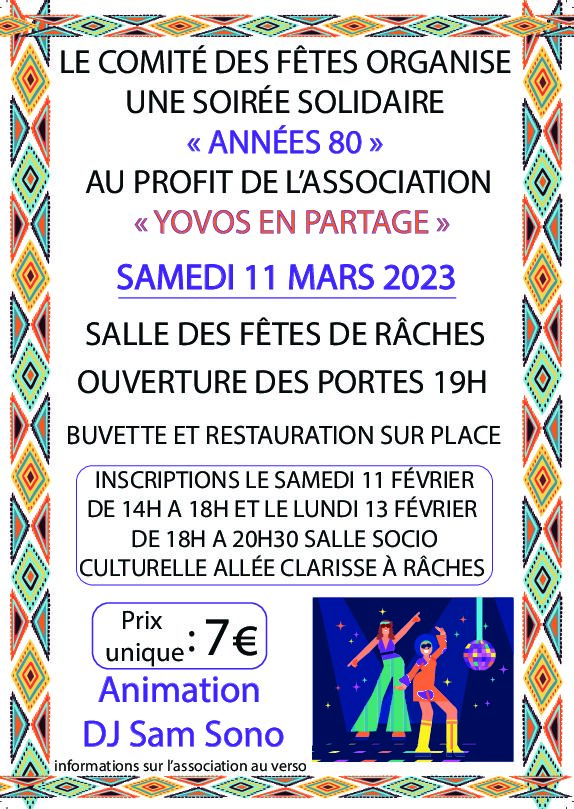 LE COMITÉ DES FÊTES ORGANISE
UNE SOIRÉE SOLIDAIRE
« ANNÉES 80 »
AU PROFIT DE L'ASSOCIATION
« YOVOS EN PARTAGE »
SAMEDI 11 MARS 2023
SALLE DES FÊTES DE RÂCHES
OUVERTURE DES PORTES 19H
BUVETTE ET RESTAURATION SUR PLACE
INSCRIPTIONS LE SAMEDI 11 FÉVRIER
DE 14H A 18H ET LE LUNDI 13 FÉVRIER
DE 18H A 20H30 SALLE SOCIO
CULTURELLE ALLÉE CLARISSE À RÂCHES
Prix
unique : 7€
Animation
DJ Sam Sono
informations sur l'association au verso